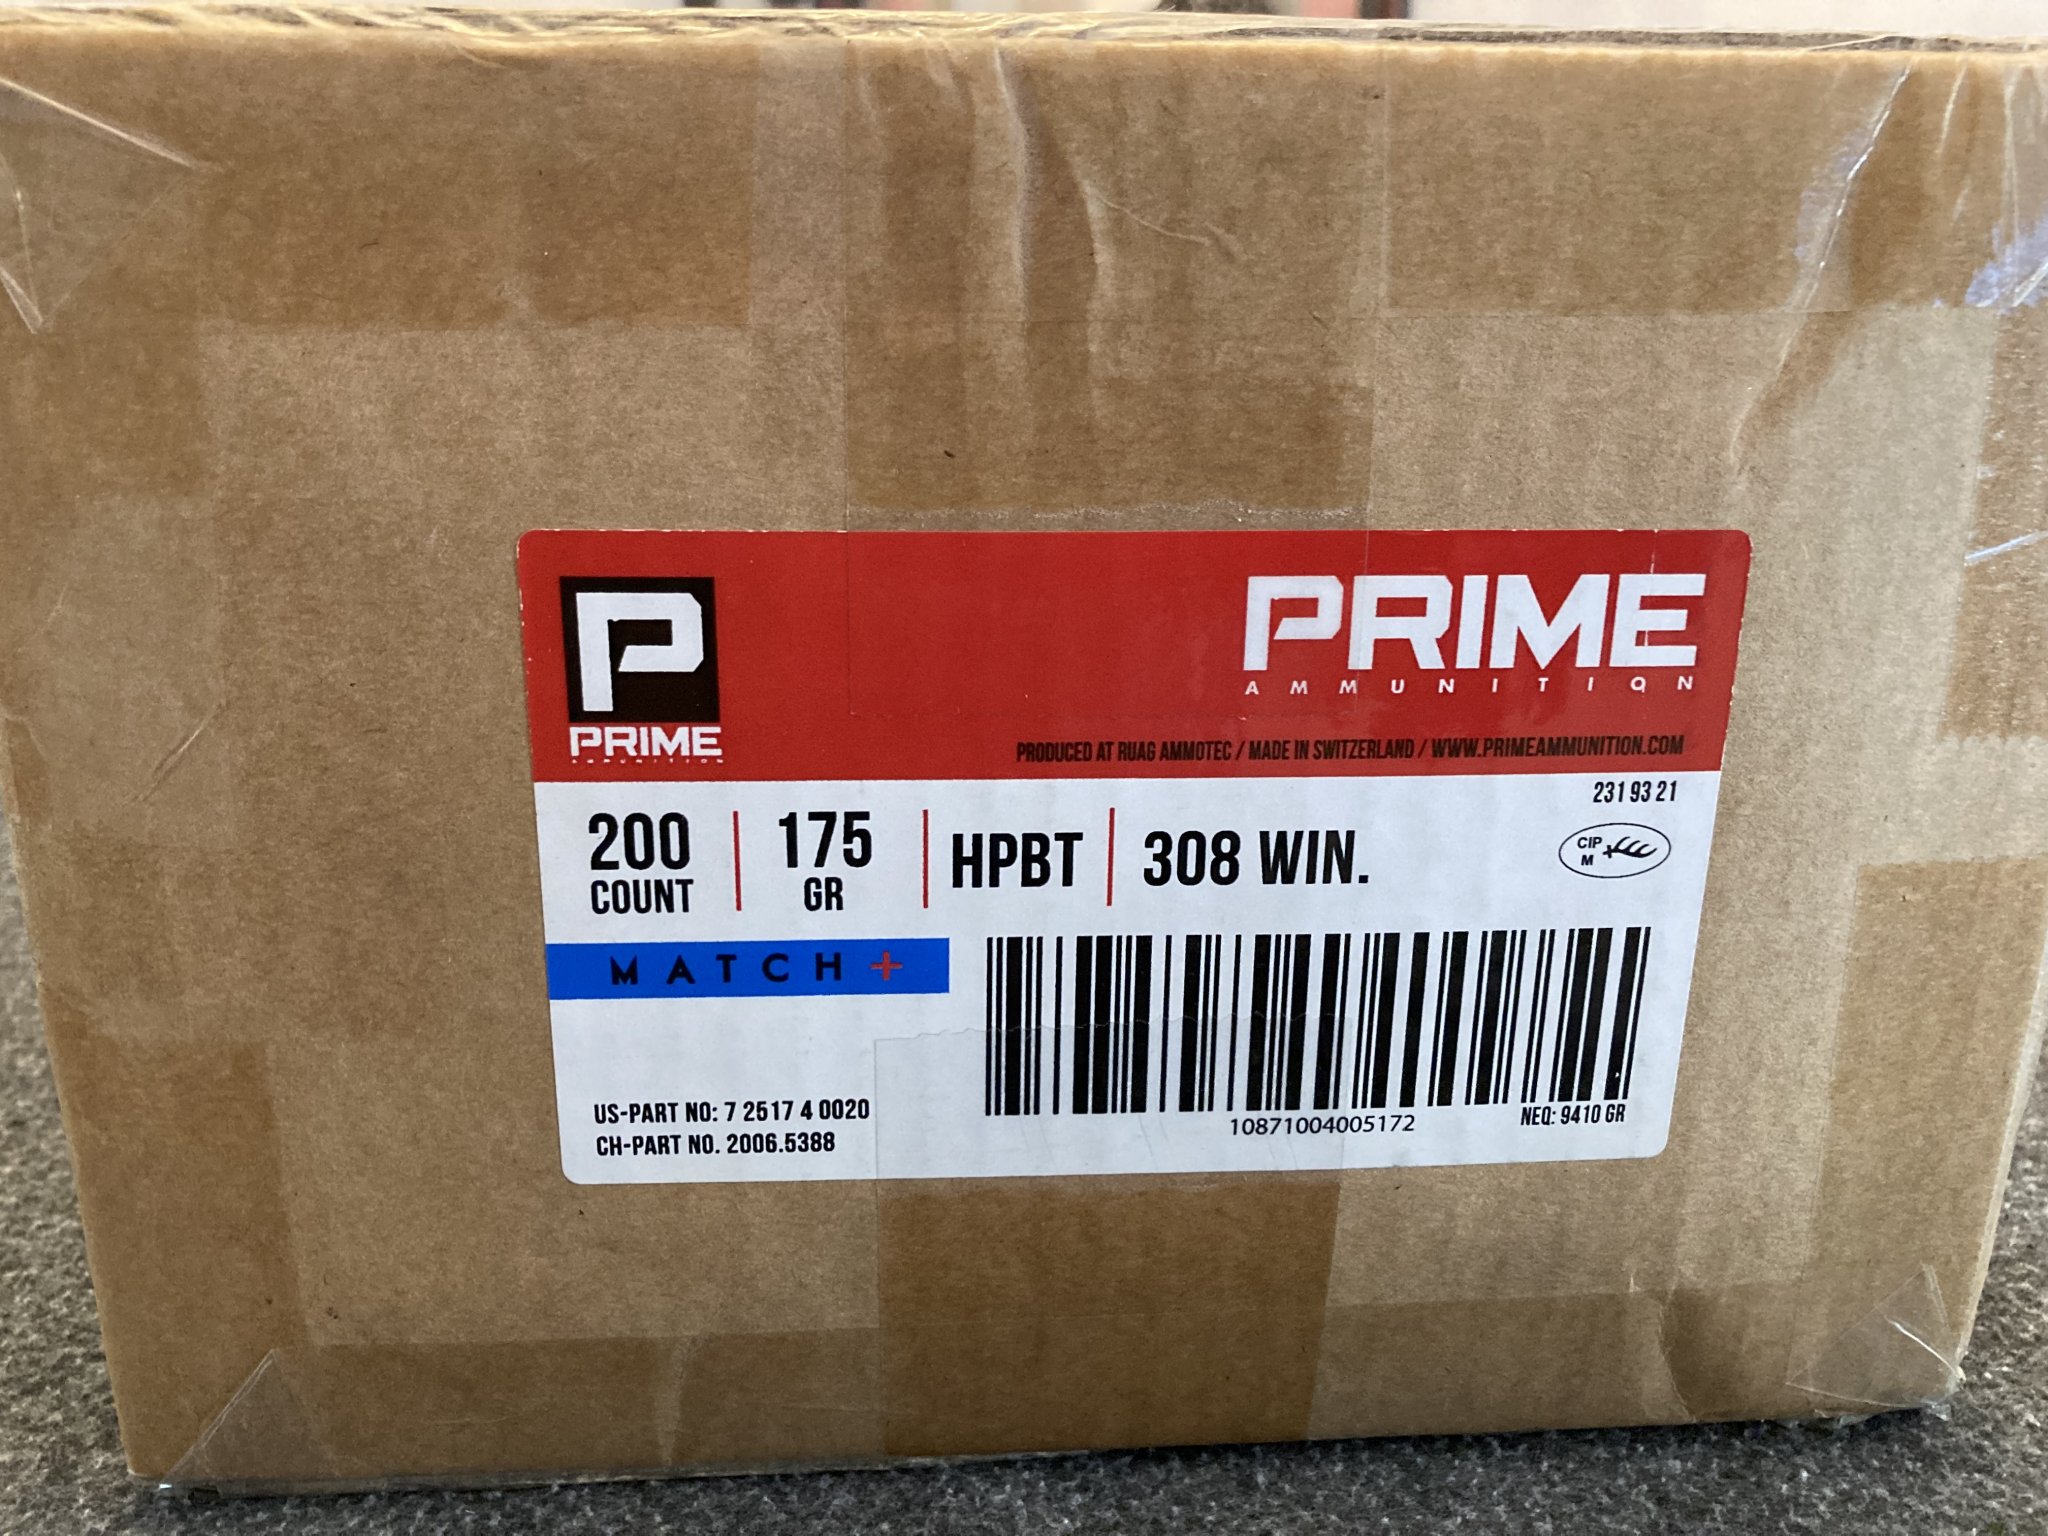 P
PRIME
AMMUNITION
PRIME
AMMUNITION
PRODUCED AT RUAG AMMOTEC / MADE IN SWITZERLAND / WWW.PRIMEAMMUNITION.COM
231 93 21
200 COUNT | 175 GR | HPBT | 308 WIN.
CIP
M
MATCH+
US-PART NO: 7 2517 4 0020
CH-PART NO. 2006.5388
10871004005172
NEQ: 9410 GR